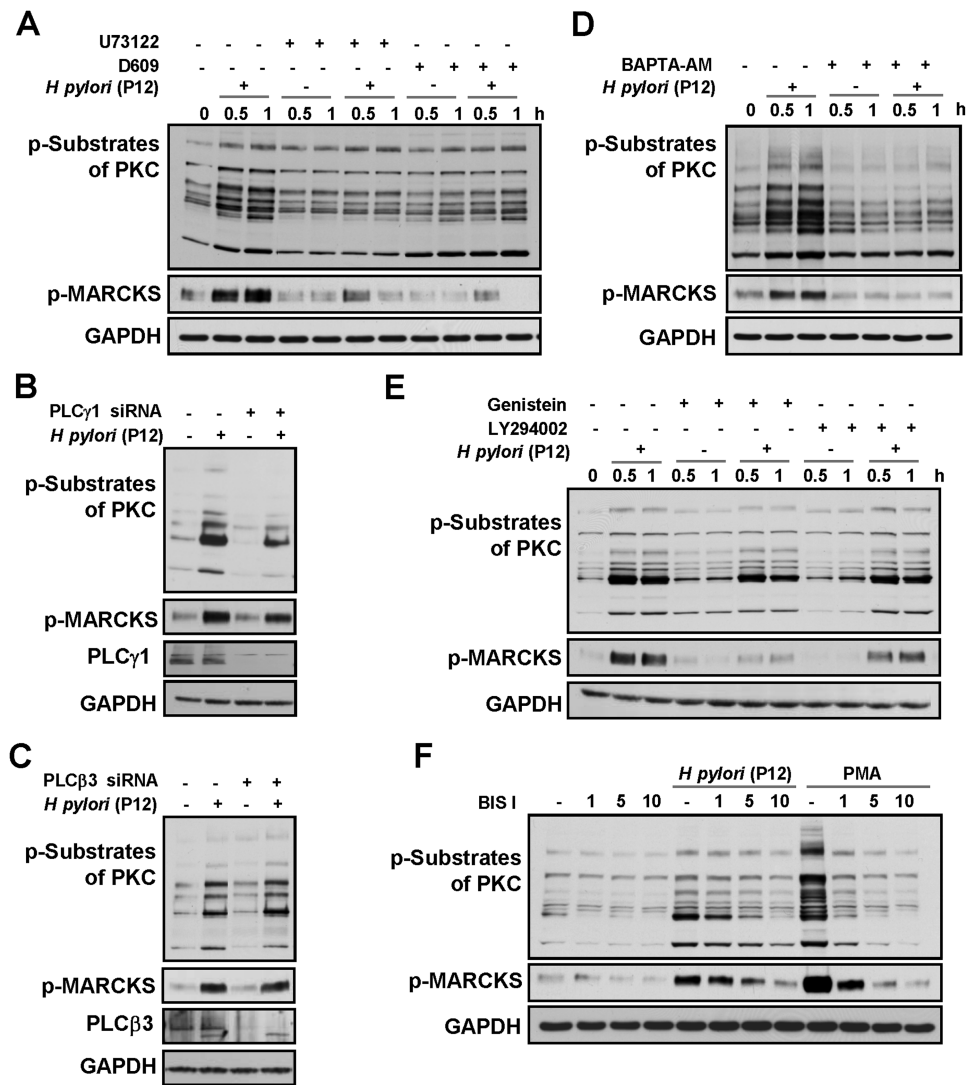 A
U73122 - - - + + + + - - - -
D609 - - - - - - - + + + +
H pylori (P12) + - + - +
0 0.5 1 0.5 1 0.5 1 0.5 1 0.5 1 h
p-Substrates
of PKC
p-MARCKS
GAPDH
B
PLCγ1 siRNA - - + +
H pylori (P12) - + - +
p-Substrates
of PKC
p-MARCKS
PLCγ1
GAPDH
C
PLCβ3 siRNA - - + +
H pylori (P12) - + - +
p-Substrates
of PKC
p-MARCKS
PLCβ3
GAPDH
D
BAPTA-AM - - - + + + +
H pylori (P12) + - +
0 0.5 1 0.5 1 0.5 1 h
p-Substrates
of PKC
p-MARCKS
GAPDH
E
Genistein - - - + + + + - - - -
LY294002 - - - - - - - + + + +
H pylori (P12) + - + - +
0 0.5 1 0.5 1 0.5 1 0.5 1 0.5 1 h
p-Substrates
of PKC
p-MARCKS
GAPDH
F
H pylori (P12) PMA
BIS I - 1 5 10 - 1 5 10 - 1 5 10
p-Substrates
of PKC
p-MARCKS
GAPDH